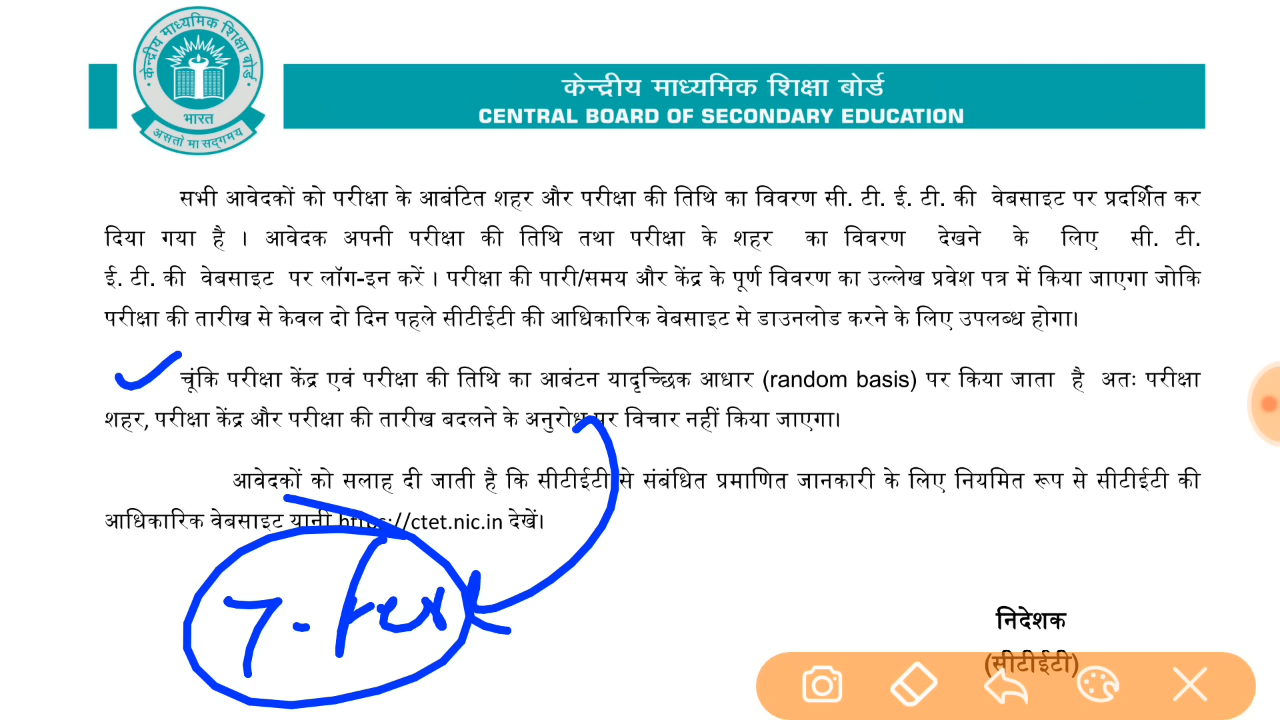 केन्द्रीय माध्यमिक शिक्षा बोर्ड
भारत
असतो मा सद्गमय
केन्द्रीय माध्यमिक शिक्षा बोर्ड
CENTRAL BOARD OF SECONDARY EDUCATION
सभी आवेदकों को परीक्षा के आबंटित शहर और परीक्षा की तिथि का विवरण सी. टी. ई. टी. की वेबसाइट पर प्रदर्शित कर
दिया गया है । आवेदक अपनी परीक्षा की तिथि तथा परीक्षा के शहर का विवरण देखने के लिए सी. टी.
ई. टी. की वेबसाइट पर लॉग-इन करें । परीक्षा की पारी/समय और केंद्र के पूर्ण विवरण का उल्लेख प्रवेश पत्र में किया जाएगा जोकि
परीक्षा की तारीख से केवल दो दिन पहले सीटीईटी की आधिकारिक वेबसाइट से डाउनलोड करने के लिए उपलब्ध होगा।
चूंकि परीक्षा केंद्र एवं परीक्षा की तिथि का आबंटन यादृच्छिक आधार (random basis) पर किया जाता है अतः परीक्षा
शहर, परीक्षा केंद्र और परीक्षा की तारीख बदलने के अनुरोध पर विचार नहीं किया जाएगा।
आवेदकों को सलाह दी जाती है कि सीटीईटी से संबंधित प्रमाणित जानकारी के लिए नियमित रूप से सीटीईटी की
आधिकारिक वेबसाइट यानी https://ctet.nic.in देखें।
7-
निदेशक
(सीटीईटी)